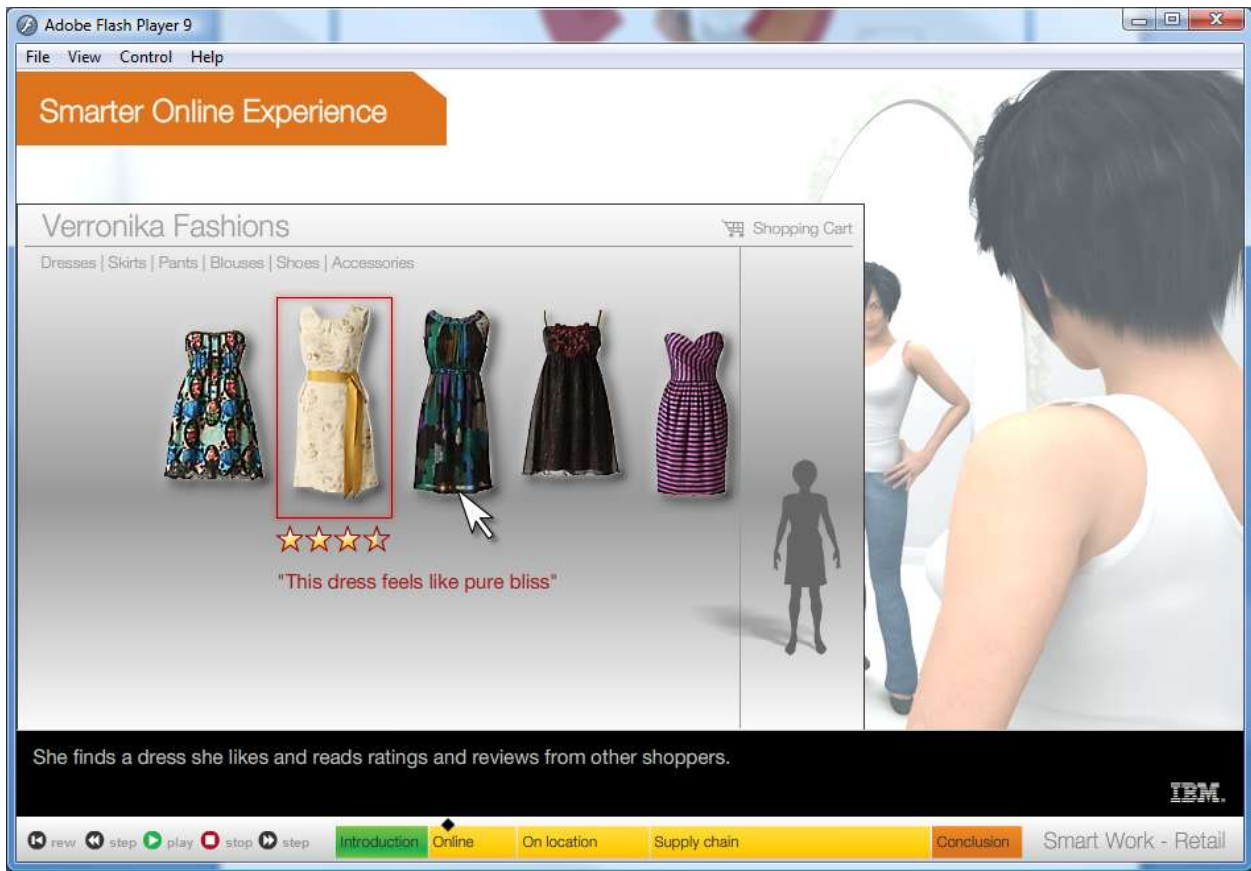 Adobe Flash Player 9
File View Control Help
Smarter Online Experience
Verronika Fashions
Shopping Cart
Dresses | Skirts | Pants | Blouses | Shoes | Accessories
"This dress feels like pure bliss"
She finds a dress she likes and reads ratings and reviews from other shoppers.
IBM.
rew step play stop step Introduction Online On location Supply chain Conclusion Smart Work - Retail